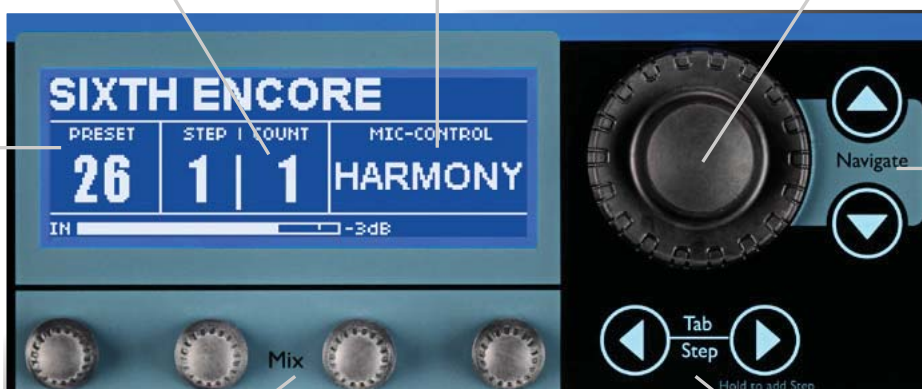 SIXTH ENCORE
PRESET STEP | COUNT MIC-CONTROL
26 1 | 1 HARMONY
IN -3dB
Navigate
Tab
Step
Mix
Hold to add Step